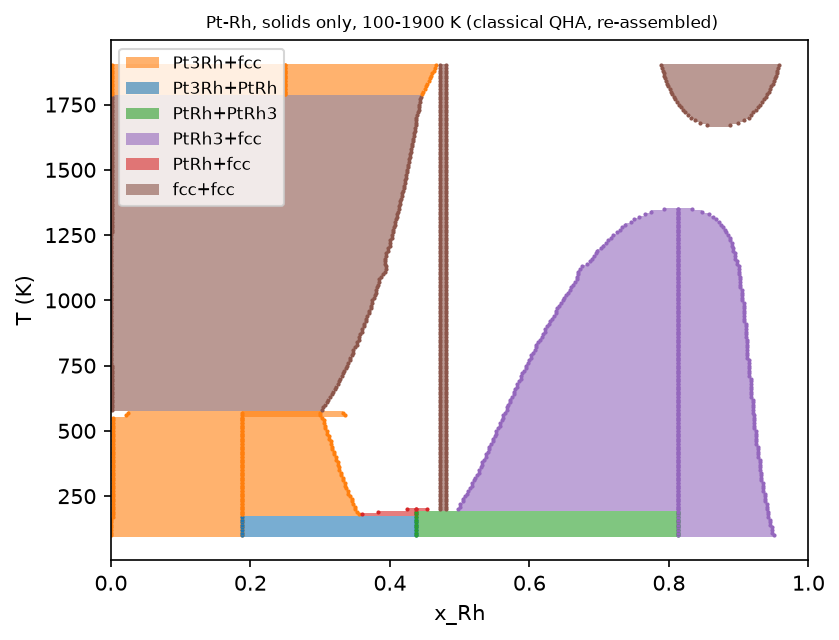 Pt-Rh, solids only, 100-1900 K (classical QHA, re-assembled)
T (K)
1750
1500
1250
1000
750
500
250
Pt3Rh+fcc
Pt3Rh+PtRh
PtRh+PtRh3
PtRh3+fcc
PtRh+fcc
fcc+fcc
0.0 0.2 0.4 0.6 0.8 1.0
x_Rh